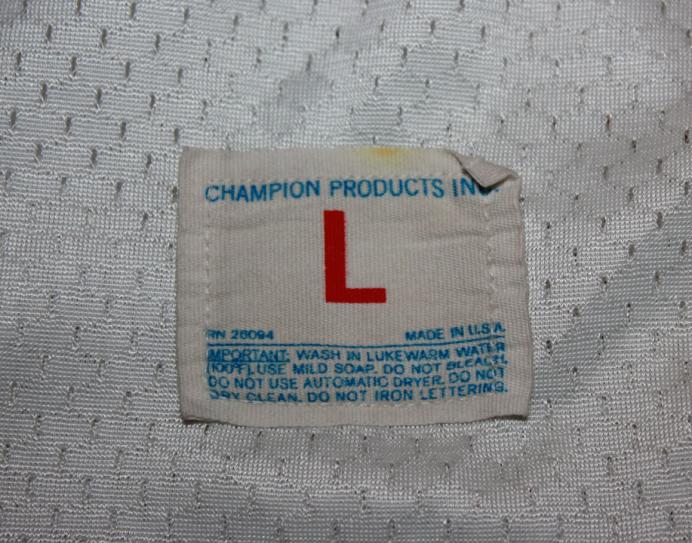 CHAMPION PRODUCTS INC.
L
RN 26094 MADE IN U.S.A.
IMPORTANT: WASH IN LUKEWARM WATER
(100°F). USE MILD SOAP. DO NOT BLEACH.
DO NOT USE AUTOMATIC DRYER. DO NOT
DRY CLEAN. DO NOT IRON LETTERING.